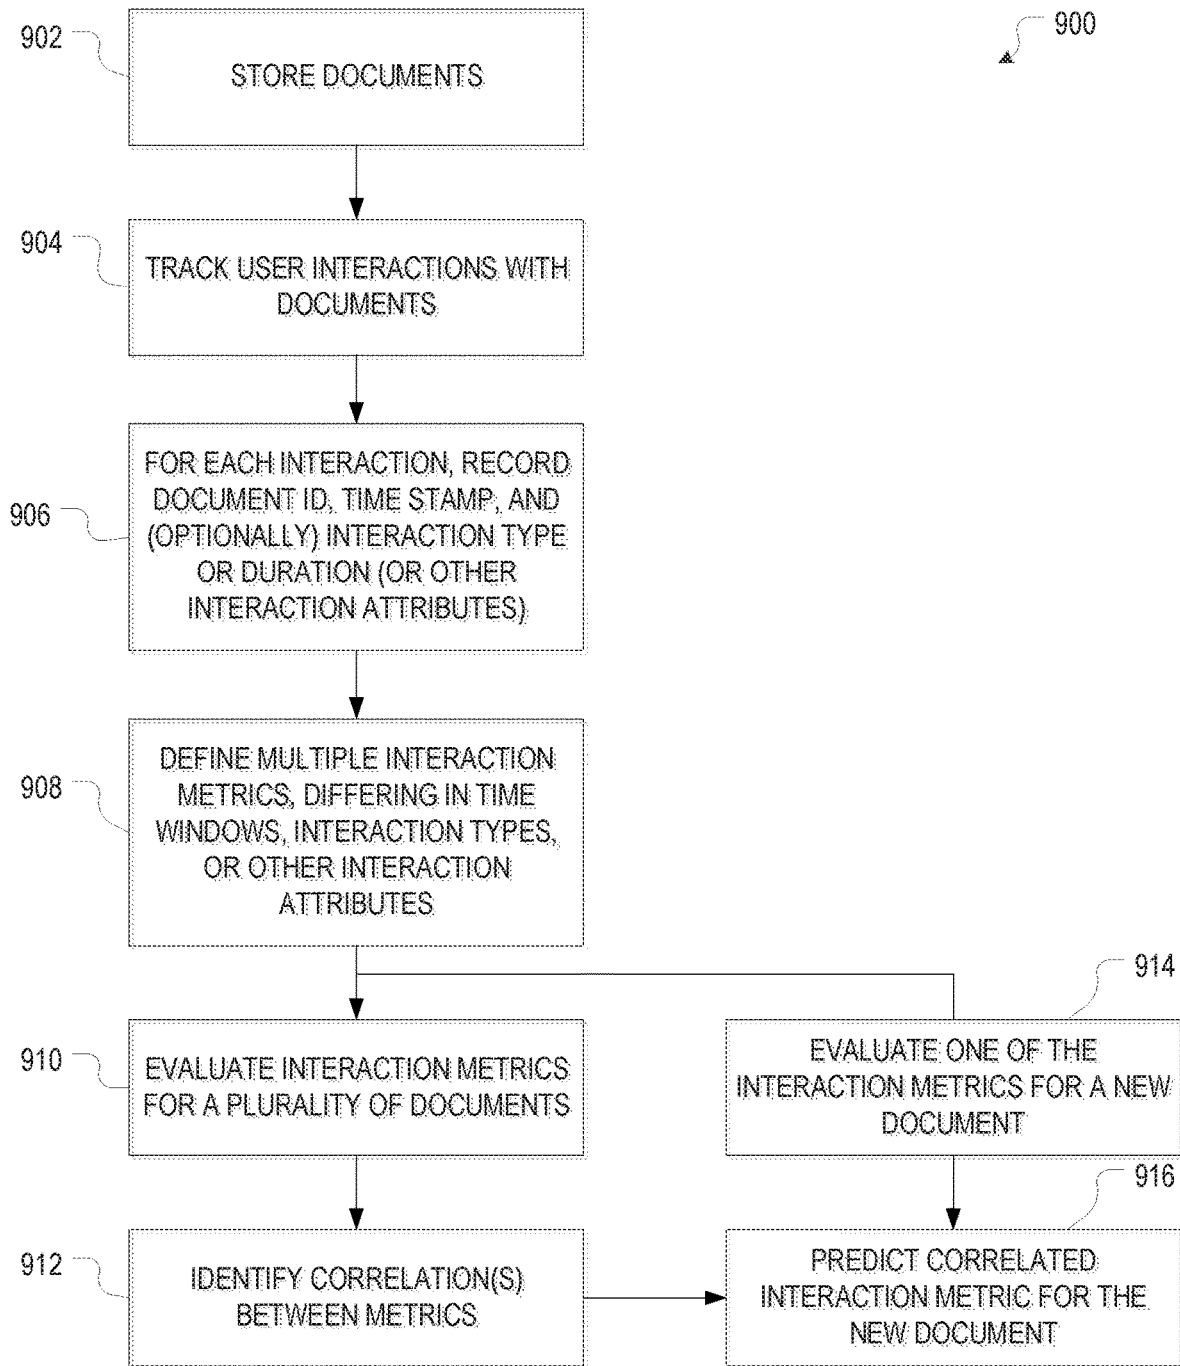 900
902
STORE DOCUMENTS
904
TRACK USER INTERACTIONS WITH
DOCUMENTS
906
FOR EACH INTERACTION, RECORD
DOCUMENT ID, TIME STAMP, AND
(OPTIONALLY) INTERACTION TYPE
OR DURATION (OR OTHER
INTERACTION ATTRIBUTES)
908
DEFINE MULTIPLE INTERACTION
METRICS, DIFFERING IN TIME
WINDOWS, INTERACTION TYPES,
OR OTHER INTERACTION
ATTRIBUTES
910
EVALUATE INTERACTION METRICS
FOR A PLURALITY OF DOCUMENTS
914
EVALUATE ONE OF THE
INTERACTION METRICS FOR A NEW
DOCUMENT
912
IDENTIFY CORRELATION(S)
BETWEEN METRICS
916
PREDICT CORRELATED
INTERACTION METRIC FOR THE
NEW DOCUMENT